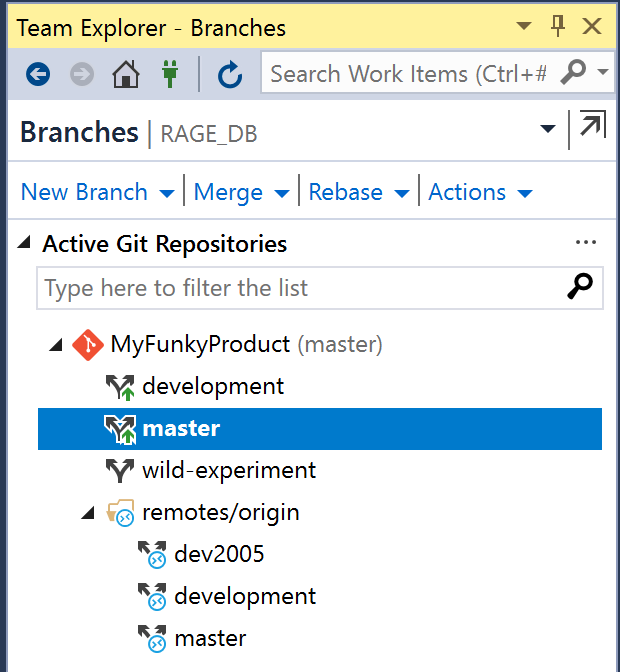 Team Explorer - Branches
Search Work Items (Ctrl+#
Branches | RAGE_DB
New Branch Merge Rebase Actions
Active Git Repositories
Type here to filter the list
MyFunkyProduct (master)
development
master
wild-experiment
remotes/origin
dev2005
development
master